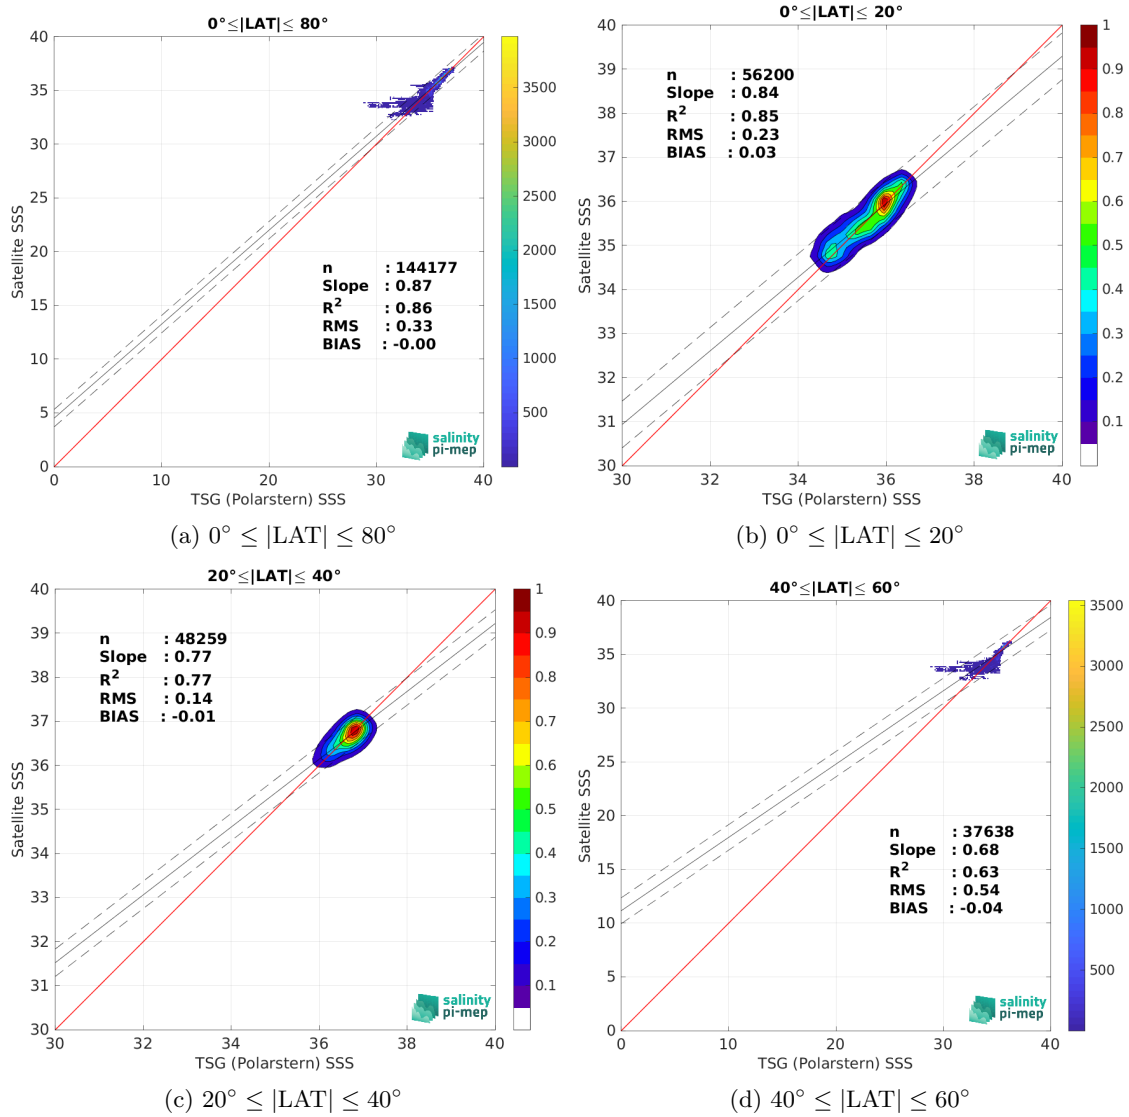 0°≤|LAT|≤ 80°
40
35
30
25
20
15
10
5
0
Satellite SSS
n : 144177
Slope : 0.87
R² : 0.86
RMS : 0.33
BIAS : -0.00
salinity
pi-mep
0 10 20 30 40
TSG (Polarstern) SSS
3500
3000
2500
2000
1500
1000
500
(a) 0° ≤ |LAT| ≤ 80°
0°≤|LAT|≤ 20°
40
39
38
37
36
35
34
33
32
31
30
Satellite SSS
n : 56200
Slope : 0.84
R² : 0.85
RMS : 0.23
BIAS : 0.03
salinity
pi-mep
30 32 34 36 38 40
TSG (Polarstern) SSS
1
0.9
0.8
0.7
0.6
0.5
0.4
0.3
0.2
0.1
(b) 0° ≤ |LAT| ≤ 20°
20°≤|LAT|≤ 40°
40
39
38
37
36
35
34
33
32
31
30
Satellite SSS
n : 48259
Slope : 0.77
R² : 0.77
RMS : 0.14
BIAS : -0.01
salinity
pi-mep
30 32 34 36 38 40
TSG (Polarstern) SSS
1
0.9
0.8
0.7
0.6
0.5
0.4
0.3
0.2
0.1
(c) 20° ≤ |LAT| ≤ 40°
40°≤|LAT|≤ 60°
40
35
30
25
20
15
10
5
0
Satellite SSS
n : 37638
Slope : 0.68
R² : 0.63
RMS : 0.54
BIAS : -0.04
salinity
pi-mep
0 10 20 30 40
TSG (Polarstern) SSS
3500
3000
2500
2000
1500
1000
500
(d) 40° ≤ |LAT| ≤ 60°